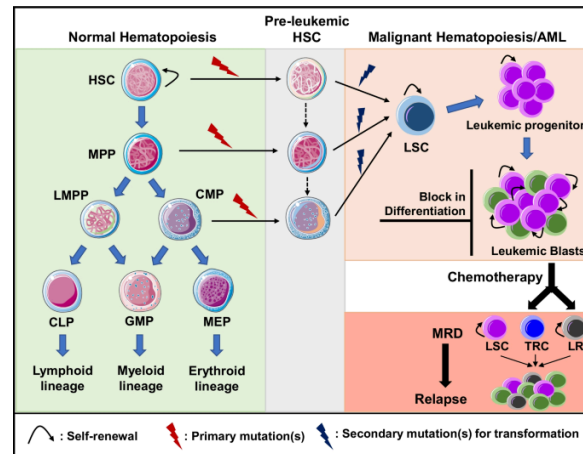 Normal Hematopoiesis
Pre-leukemic
HSC
Malignant Hematopoiesis/AML
HSC
MPP
LMPP
CMP
CLP
GMP
MEP
Lymphoid
lineage
Myeloid
lineage
Erythroid
lineage
LSC
Leukemic progenitor
Block in
Differentiation
Leukemic Blasts
Chemotherapy
MRD
LSC
TRC
LR
Relapse
: Self-renewal
: Primary mutation(s)
: Secondary mutation(s) for transformation